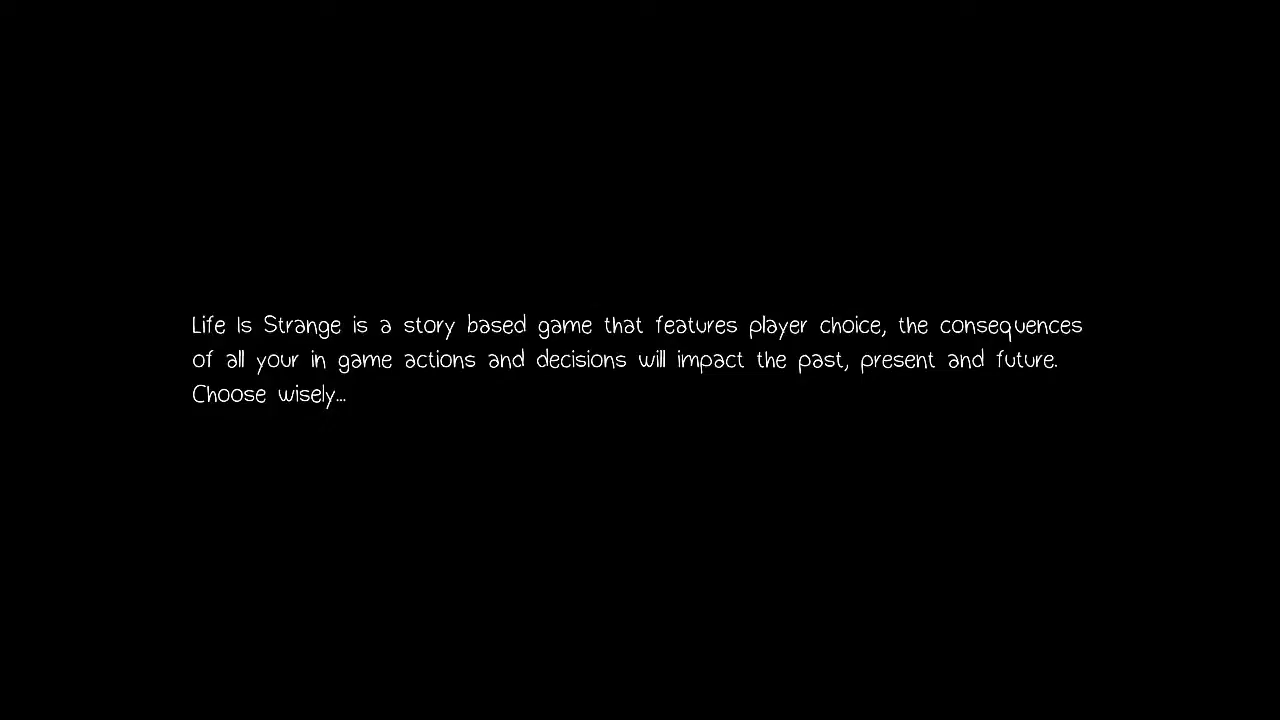 Life Is Strange is a story based game that features player choice, the consequences
of all your in game actions and decisions will impact the past, present and future.
Choose wisely...